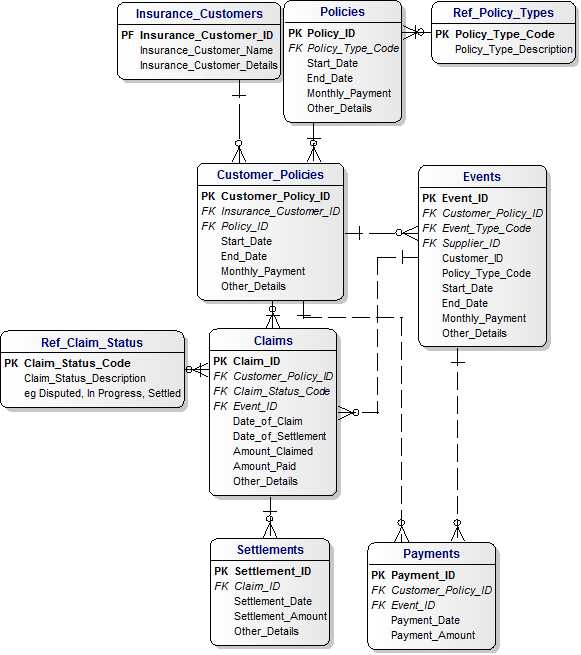 Insurance_Customers
PF Insurance_Customer_ID
Insurance_Customer_Name
Insurance_Customer_Details
Policies
PK Policy_ID
FK Policy_Type_Code
Start_Date
End_Date
Monthly_Payment
Other_Details
Ref_Policy_Types
PK Policy_Type_Code
Policy_Type_Description
Customer_Policies
PK Customer_Policy_ID
FK Insurance_Customer_ID
FK Policy_ID
Start_Date
End_Date
Monthly_Payment
Other_Details
Events
PK Event_ID
FK Customer_Policy_ID
FK Event_Type_Code
FK Supplier_ID
Customer_ID
Policy_Type_Code
Start_Date
End_Date
Monthly_Payment
Other_Details
Ref_Claim_Status
PK Claim_Status_Code
Claim_Status_Description
eg Disputed, In Progress, Settled
Claims
PK Claim_ID
FK Customer_Policy_ID
FK Claim_Status_Code
FK Event_ID
Date_of_Claim
Date_of_Settlement
Amount_Claimed
Amount_Paid
Other_Details
Settlements
PK Settlement_ID
FK Claim_ID
Settlement_Date
Settlement_Amount
Other_Details
Payments
PK Payment_ID
FK Customer_Policy_ID
FK Event_ID
Payment_Date
Payment_Amount